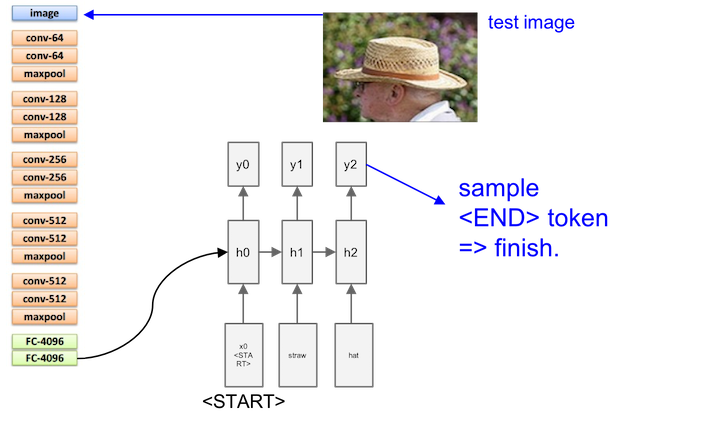 image
test image
conv-64
conv-64
maxpool
conv-128
conv-128
maxpool
conv-256
conv-256
maxpool
conv-512
conv-512
maxpool
conv-512
conv-512
maxpool
FC-4096
FC-4096
y0 y1 y2
sample
<END> token
=> finish.
h0 h1 h2
x0
<STA
RT>
straw
hat
<START>